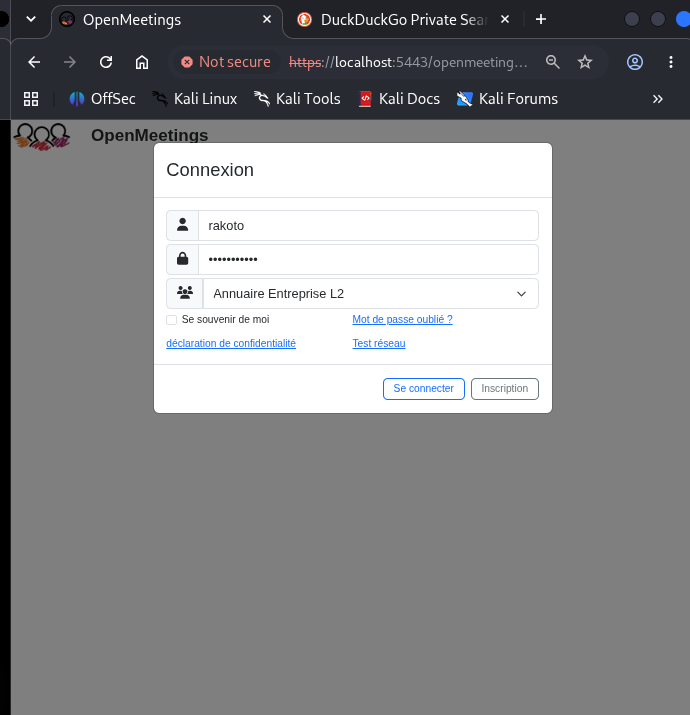 OpenMeetings
DuckDuckGo Private Sea
Not secure https://localhost:5443/openmeeting...
OffSec Kali Linux Kali Tools Kali Docs Kali Forums »
OpenMeetings
Connexion
rakoto
•••••••••••
Annuaire Entreprise L2
Se souvenir de moi Mot de passe oublié ?
déclaration de confidentialité Test réseau
Se connecter Inscription